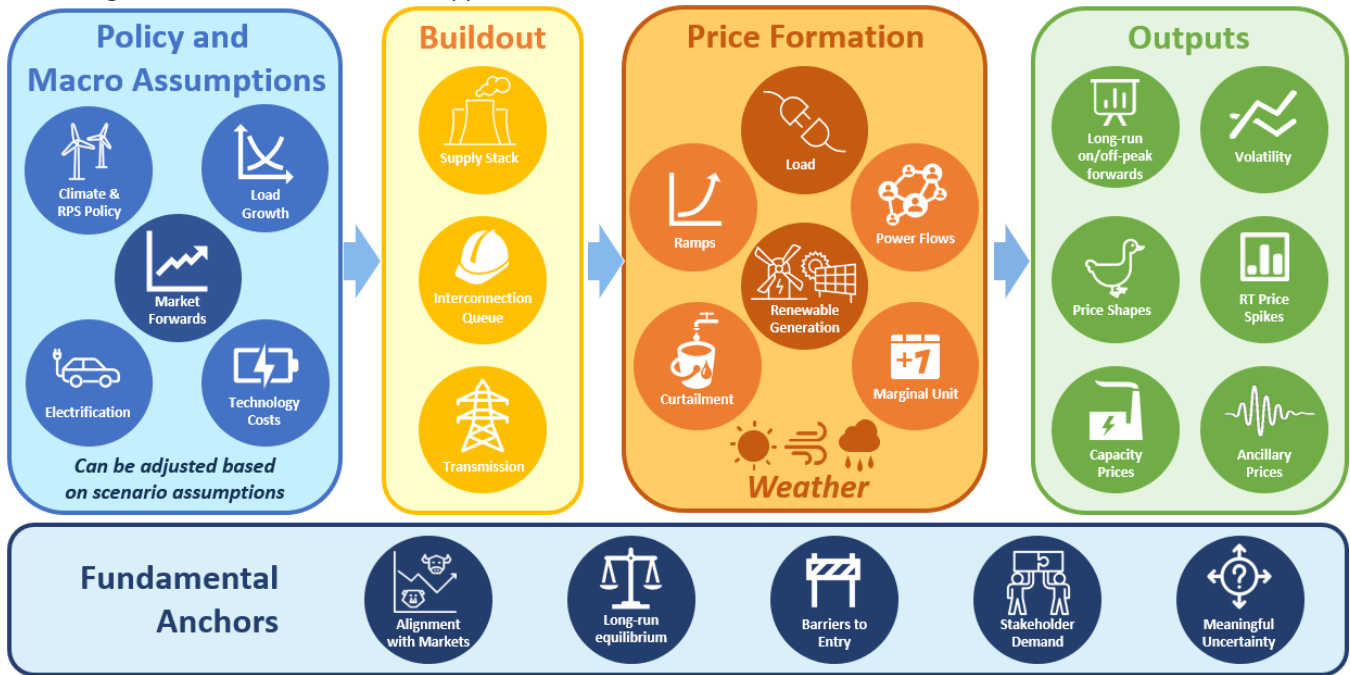 Policy and
Macro Assumptions
Climate &
RPS Policy
Load
Growth
Market
Forwards
Electrification
Technology
Costs
Can be adjusted based
on scenario assumptions
Buildout
Supply Stack
Interconnection
Queue
Transmission
Price Formation
Load
Ramps
Power Flows
Renewable
Generation
Curtailment
+1
Marginal Unit
Weather
Outputs
Long-run
on/off-peak
forwards
Volatility
Price Shapes
RT Price
Spikes
Capacity
Prices
Ancillary
Prices
Fundamental
Anchors
Alignment
with Markets
Long-run
equilibrium
Barriers to
Entry
Stakeholder
Demand
?
Meaningful
Uncertainty